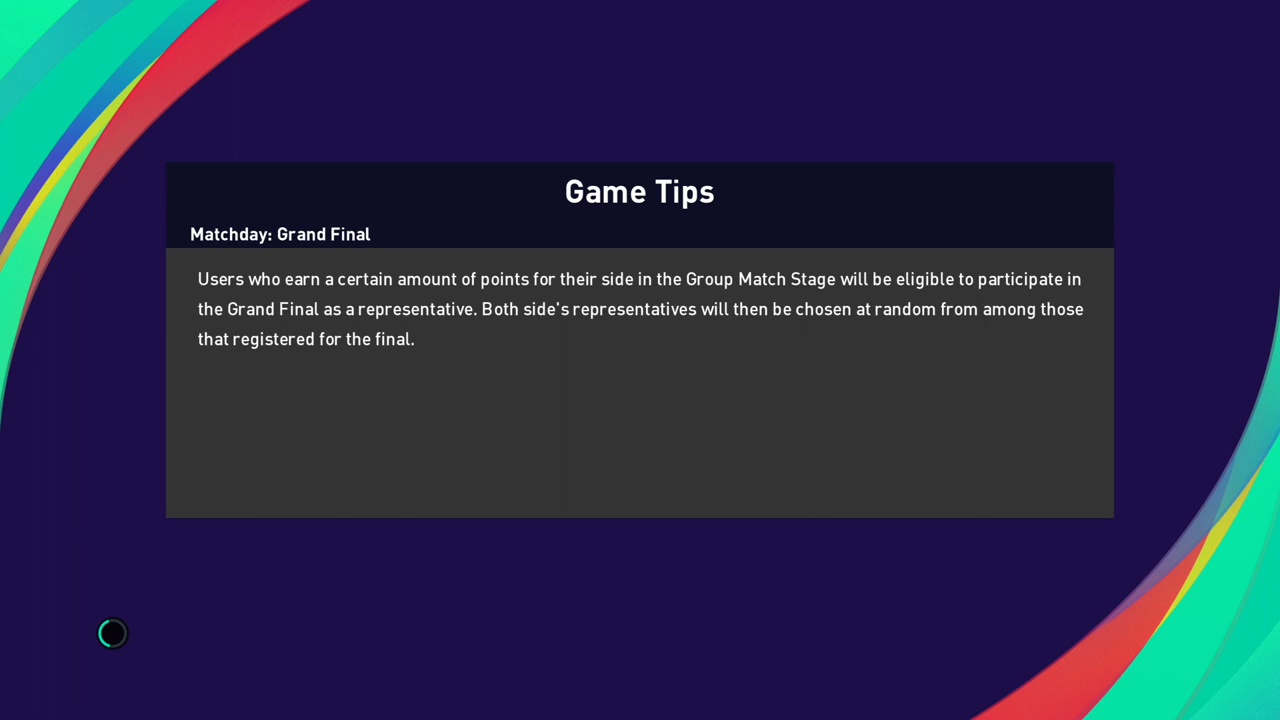 Game Tips
Matchday: Grand Final
Users who earn a certain amount of points for their side in the Group Match Stage will be eligible to participate in
the Grand Final as a representative. Both side's representatives will then be chosen at random from among those
that registered for the final.